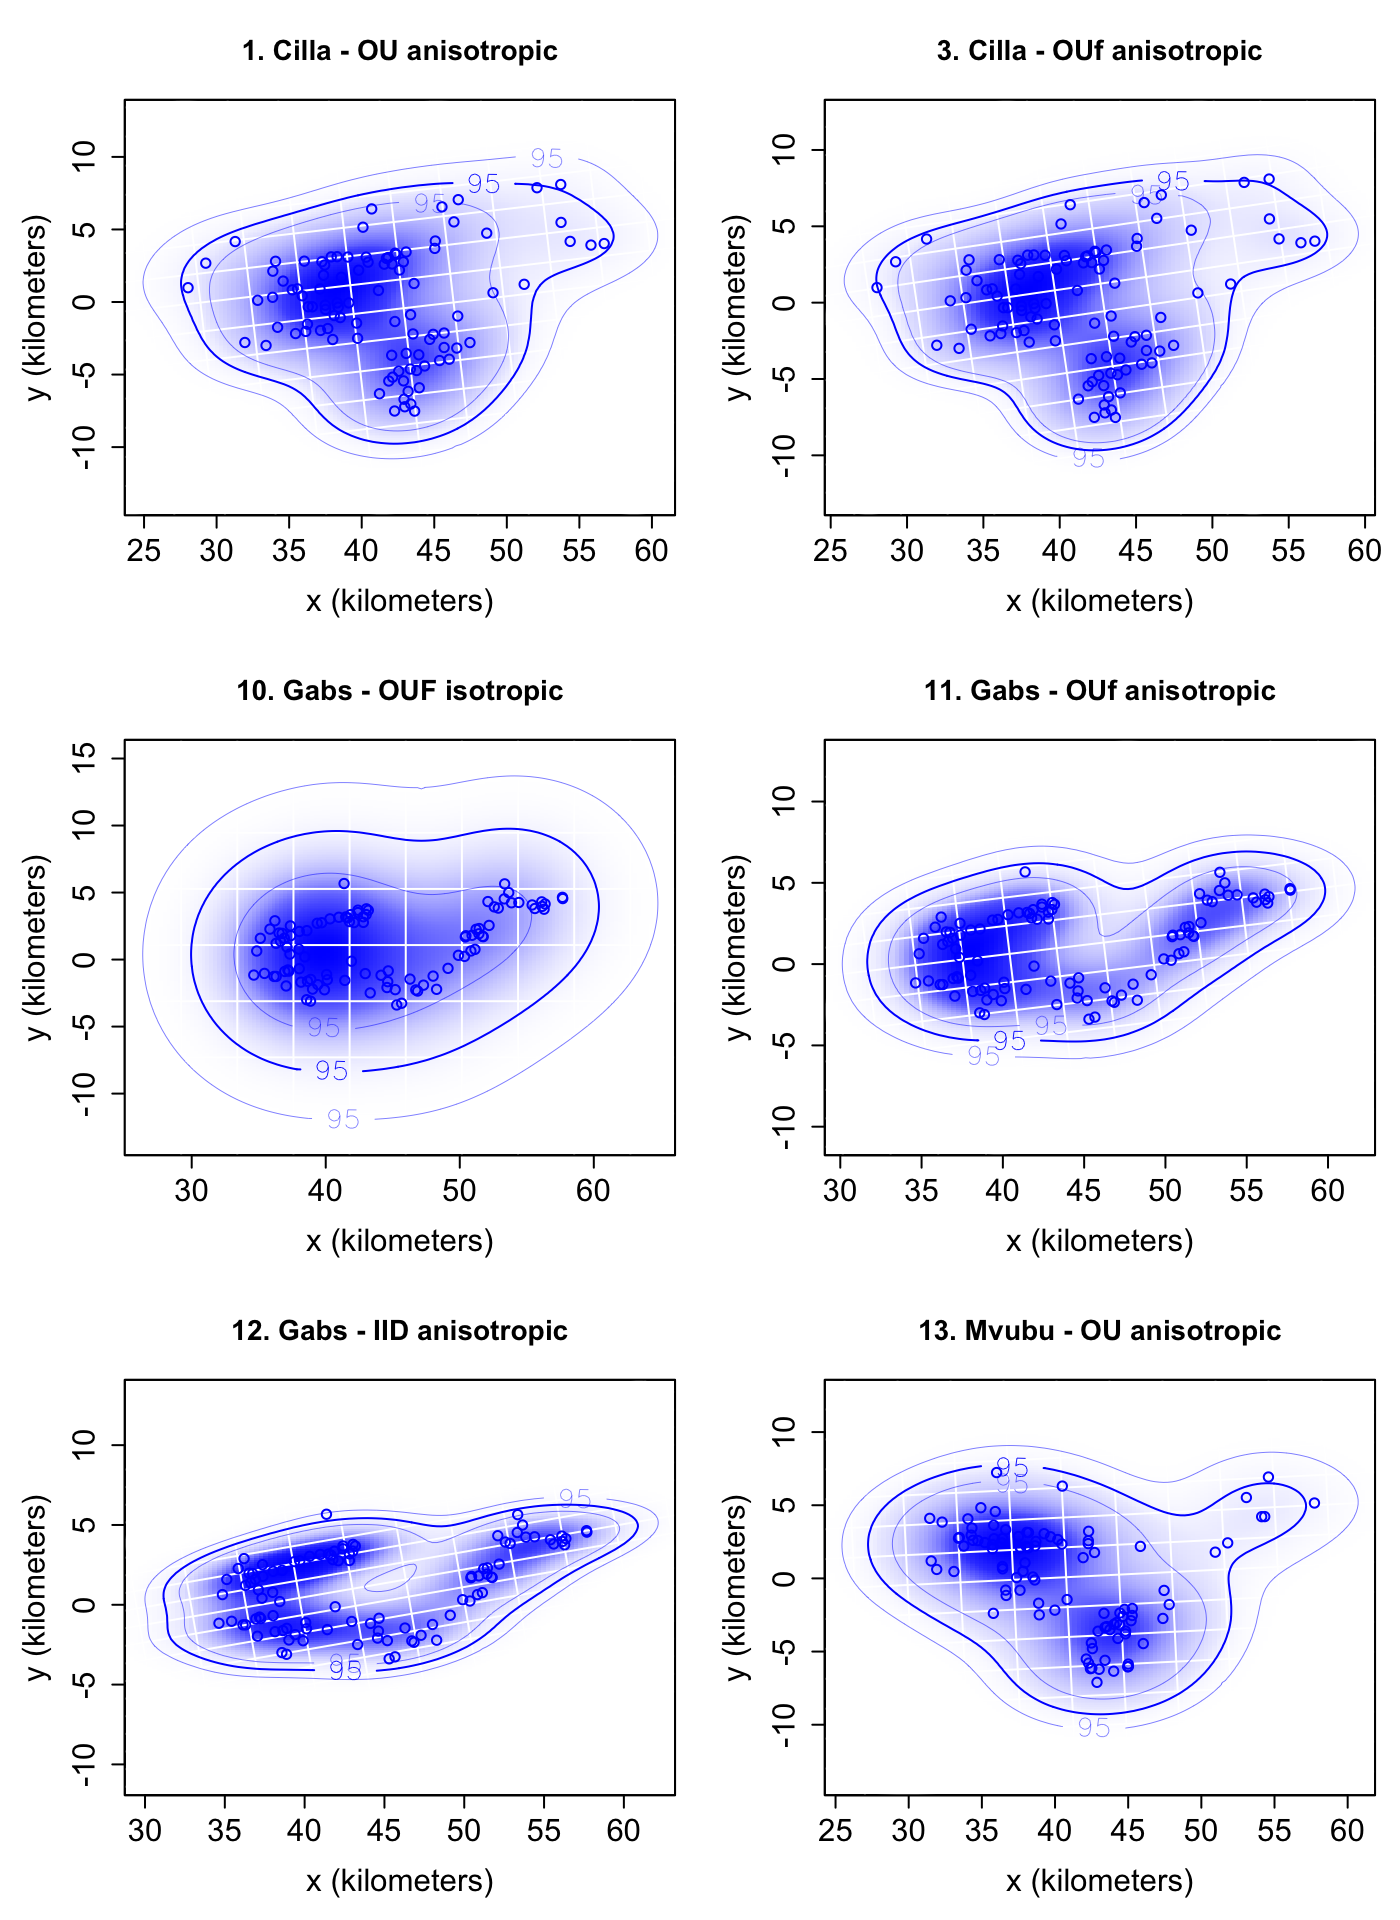 1. Cilla - OU anisotropic
95
95
95
y (kilometers)
10
5
0
-5
-10
25 30 35 40 45 50 55 60
x (kilometers)
3. Cilla - OUf anisotropic
95
95
95
y (kilometers)
10
5
0
-5
-10
25 30 35 40 45 50 55 60
x (kilometers)
10. Gabs - OUF isotropic
95
95
95
y (kilometers)
15
10
5
0
-5
-10
30 40 50 60
x (kilometers)
11. Gabs - OUf anisotropic
95
95
95
y (kilometers)
10
5
0
-5
-10
30 35 40 45 50 55 60
x (kilometers)
12. Gabs - IID anisotropic
95
95
95
y (kilometers)
10
5
0
-5
-10
30 35 40 45 50 55 60
x (kilometers)
13. Mvubu - OU anisotropic
95
95
95
y (kilometers)
10
5
0
-5
-10
25 30 35 40 45 50 55 60
x (kilometers)